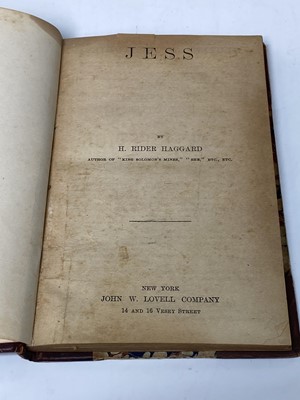 JESS
BY
H. RIDER HAGGARD
AUTHOR OF "KING SOLOMON'S MINES," "SHE," ETC., ETC.
NEW YORK
JOHN W. LOVELL COMPANY
14 AND 16 VESEY STREET